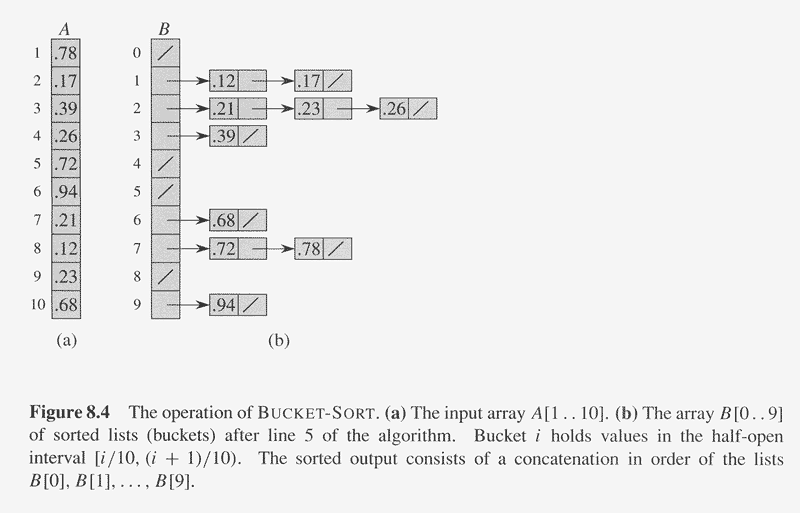 A B
1 .78 0 /
2 .17 1 .12 .17 /
3 .39 2 .21 .23 .26 /
4 .26 3 .39 /
5 .72 4 /
6 .94 5 /
7 .21 6 .68 /
8 .12 7 .72 .78 /
9 .23 8 /
10 .68 9 .94 /
(a) (b)
Figure 8.4 The operation of BUCKET-SORT. (a) The input array A[1 . . 10]. (b) The array B[0 . . 9]
of sorted lists (buckets) after line 5 of the algorithm. Bucket i holds values in the half-open
interval [i/10, (i + 1)/10). The sorted output consists of a concatenation in order of the lists
B[0], B[1], . . . , B[9].